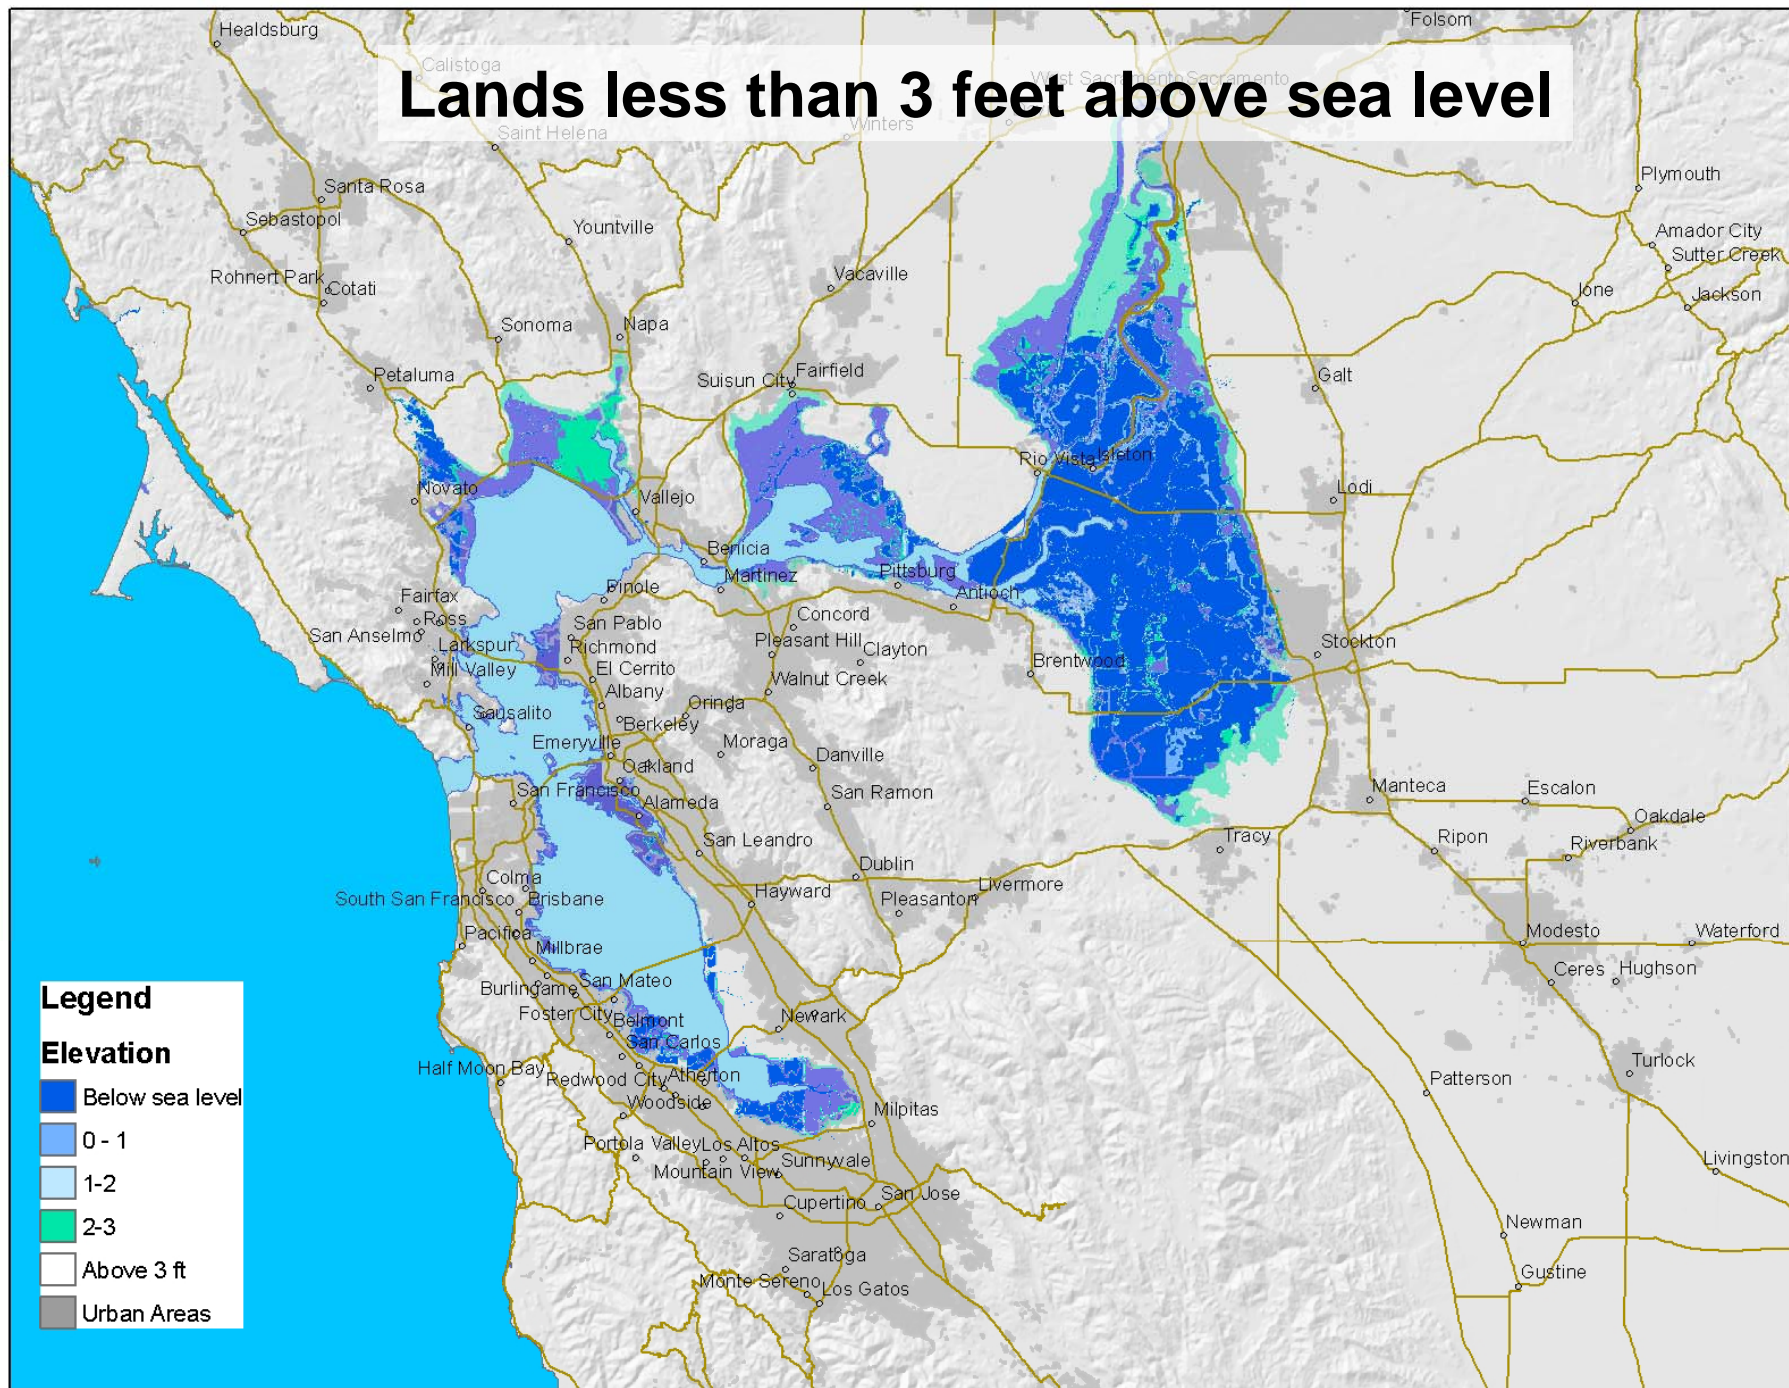 Lands less than 3 feet above sea level
Folsom
Healdsburg
Calistoga
West Sacramento
Sacramento
Winters
Saint Helena
Plymouth
Santa Rosa
Sebastopol
Yountville
Amador City
Sutter Creek
Vacaville
Rohnert Park
Cotati
Ione
Jackson
Sonoma
Napa
Petaluma
Suisun City
Fairfield
Galt
Rio Vista
Isleton
Novato
Vallejo
Lodi
Benicia
Martinez
Pittsburg
Antioch
Pinole
Fairfax
Ross
San Anselmo
San Pablo
Concord
Larkspur
Richmond
Pleasant Hill
Clayton
Stockton
Mill Valley
El Cerrito
Brentwood
Albany
Walnut Creek
Sausalito
Orinda
Berkeley
Emeryville
Moraga
Danville
Oakland
San Francisco
Alameda
San Ramon
Manteca
Escalon
Oakdale
San Leandro
Tracy
Ripon
Riverbank
Dublin
Colma
Hayward
Livermore
South San Francisco
Brisbane
Pleasanton
Pacifica
Millbrae
Modesto
Waterford
Burlingame
San Mateo
Ceres
Hughson
Foster City
Belmont
Newark
San Carlos
Half Moon Bay
Redwood City
Atherton
Turlock
Patterson
Woodside
Milpitas
Portola Valley
Los Altos
Mountain View
Sunnyvale
Livingston
Cupertino
San Jose
Newman
Saratoga
Monte Sereno
Los Gatos
Gustine
Legend
Elevation
Below sea level
0 - 1
1-2
2-3
Above 3 ft
Urban Areas